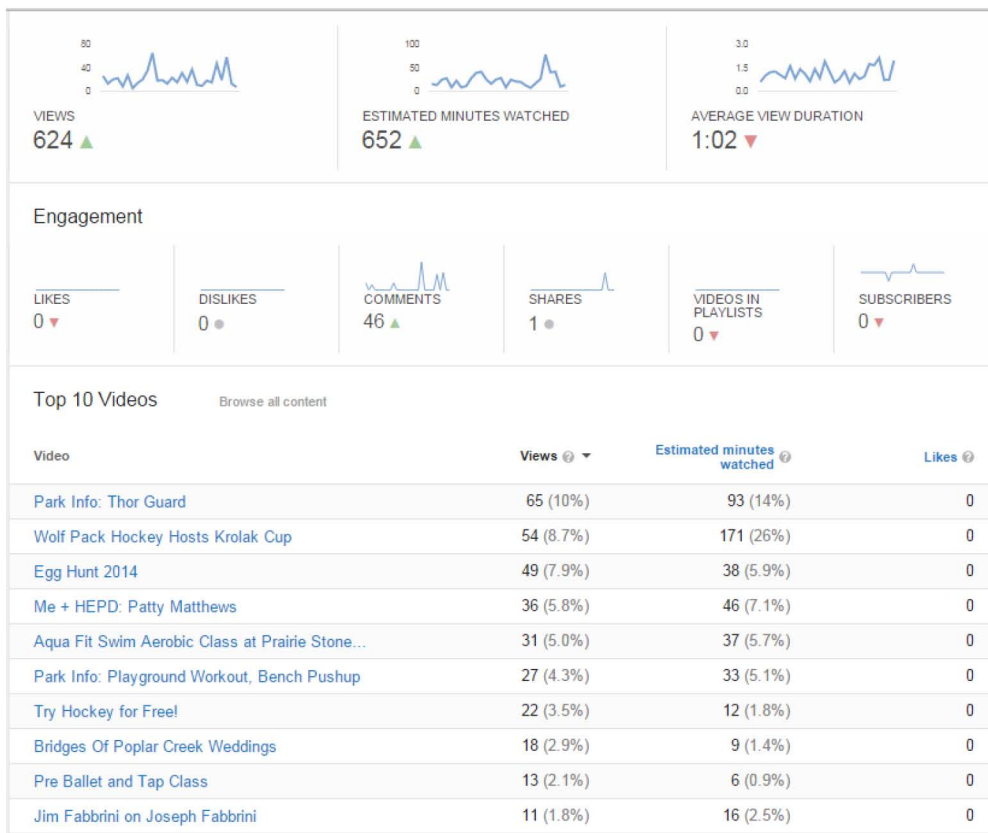 80
40
0
VIEWS
624
100
50
0
ESTIMATED MINUTES WATCHED
652
3.0
1.5
0.0
AVERAGE VIEW DURATION
1:02
Engagement
LIKES
0
DISLIKES
0
COMMENTS
46
SHARES
1
VIDEOS IN
PLAYLISTS
0
SUBSCRIBERS
0
Top 10 Videos Browse all content
Video Views ? Estimated minutes watched ? Likes ?
Park Info: Thor Guard 65 (10%) 93 (14%) 0
Wolf Pack Hockey Hosts Krolak Cup 54 (8.7%) 171 (26%) 0
Egg Hunt 2014 49 (7.9%) 38 (5.9%) 0
Me + HEPD: Patty Matthews 36 (5.8%) 46 (7.1%) 0
Aqua Fit Swim Aerobic Class at Prairie Stone... 31 (5.0%) 37 (5.7%) 0
Park Info: Playground Workout, Bench Pushup 27 (4.3%) 33 (5.1%) 0
Try Hockey for Free! 22 (3.5%) 12 (1.8%) 0
Bridges Of Poplar Creek Weddings 18 (2.9%) 9 (1.4%) 0
Pre Ballet and Tap Class 13 (2.1%) 6 (0.9%) 0
Jim Fabbrini on Joseph Fabbrini 11 (1.8%) 16 (2.5%) 0